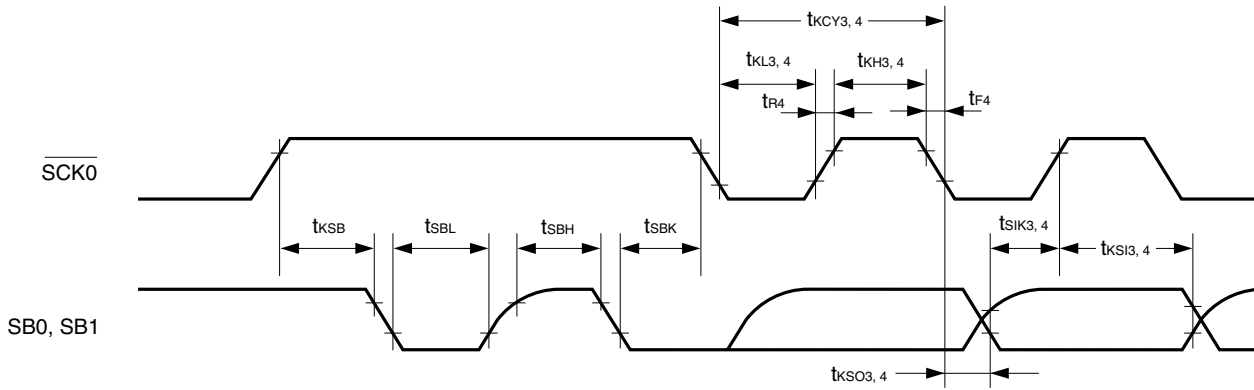 tKCY3, 4
tKL3, 4
tKH3, 4
tR4
tF4
SCK0
tKSB
tSBL
tSBH
tSBK
tSIK3, 4
tKSI3, 4
SB0, SB1
tKSO3, 4